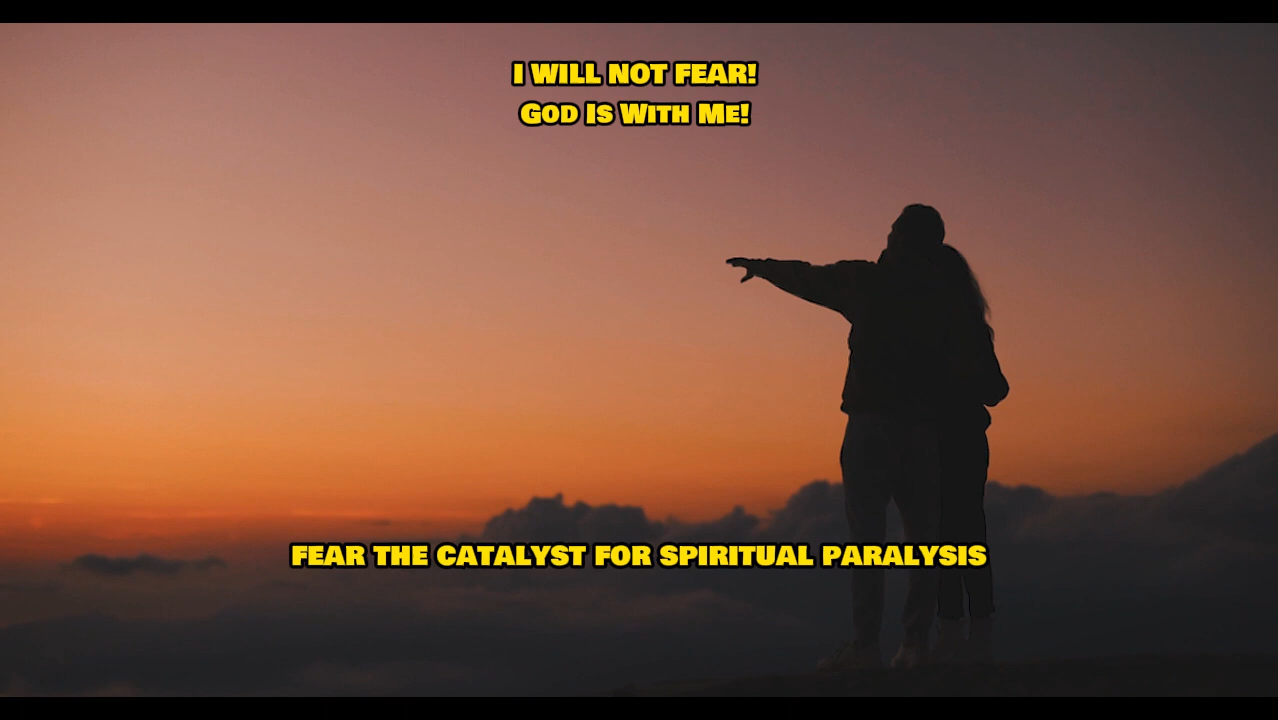 I WILL NOT FEAR!
God Is With Me!
FEAR THE CATALYST FOR SPIRITUAL PARALYSIS